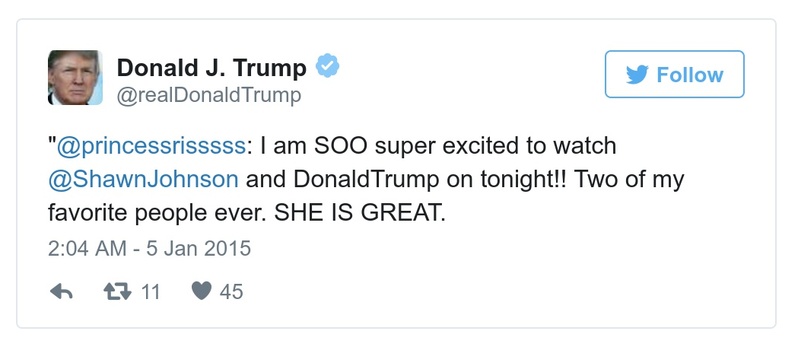 Donald J. Trump
@realDonaldTrump
Follow
"@princessrisssss: I am SOO super excited to watch
@ShawnJohnson and DonaldTrump on tonight!! Two of my
favorite people ever. SHE IS GREAT.
2:04 AM - 5 Jan 2015
11 45